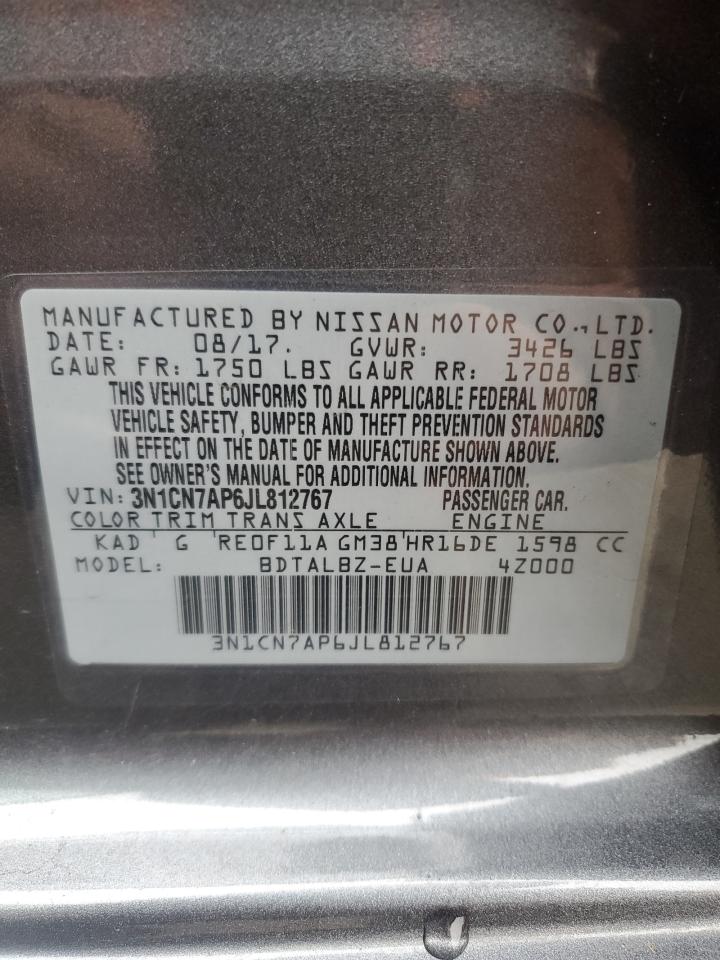 MANUFACTURED BY NISSAN MOTOR CO.,LTD.
DATE: 08/17. GVWR: 3426 LBS
GAWR FR: 1750 LBS GAWR RR: 1708 LBS
THIS VEHICLE CONFORMS TO ALL APPLICABLE FEDERAL MOTOR
VEHICLE SAFETY, BUMPER AND THEFT PREVENTION STANDARDS
IN EFFECT ON THE DATE OF MANUFACTURE SHOWN ABOVE.
SEE OWNER'S MANUAL FOR ADDITIONAL INFORMATION.
VIN: 3N1CN7AP6JL812767 PASSENGER CAR.
COLOR TRIM TRANS AXLE ENGINE
KAD G RE0F11A GM38 HR16DE 1598 CC
MODEL: BDTALBZ-EUA 4Z000
3N1CN7AP6JL812767